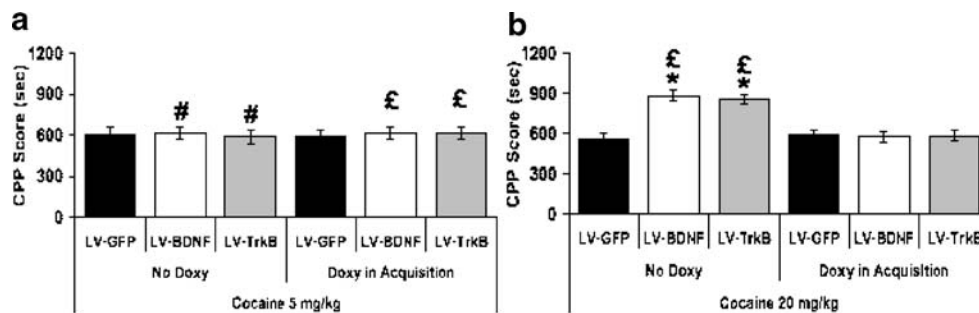 a
CPP Score (sec)
1200
900
600
300
0
# # £ £
LV-GFP LV-BDNF LV-TrkB LV-GFP LV-BDNF LV-TrkB
No Doxy Doxy in Acquisition
Cocaine 5 mg/kg
b
CPP Score (sec)
1200
900
600
300
0
£ £
* *
LV-GFP LV-BDNF LV-TrkB LV-GFP LV-BDNF LV-TrkB
No Doxy Doxy in Acquisition
Cocaine 20 mg/kg